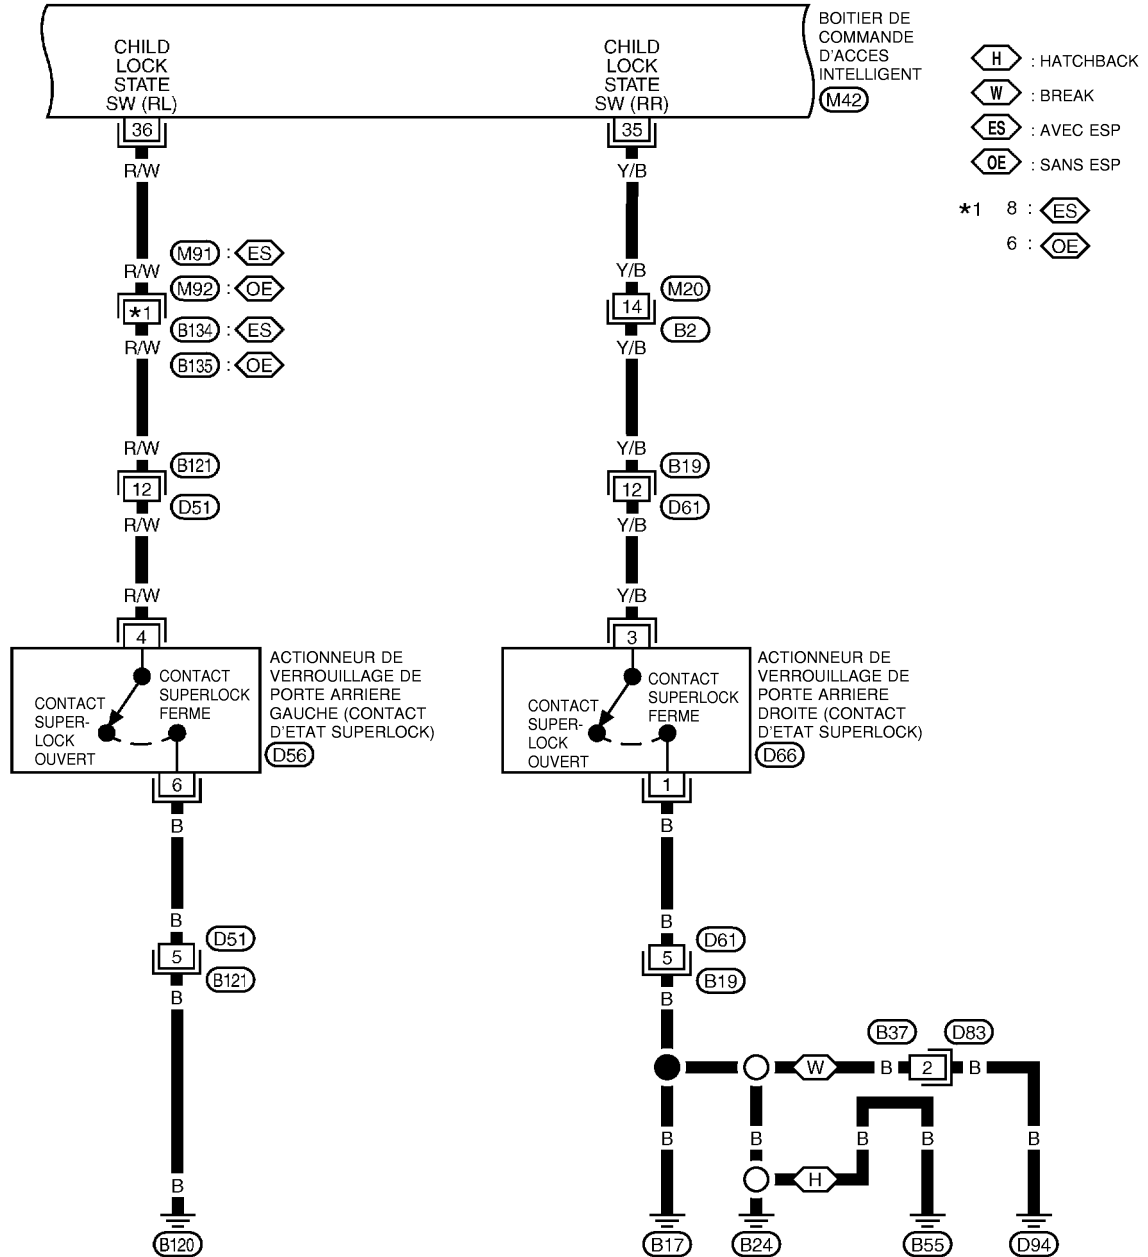 BOITIER DE
COMMANDE
D'ACCES
INTELLIGENT
M42
CHILD
LOCK
STATE
SW (RL)
CHILD
LOCK
STATE
SW (RR)
H : HATCHBACK
W : BREAK
ES : AVEC ESP
OE : SANS ESP
*1 8 : ES
6 : OE
36
35
R/W
Y/B
M91 : ES
R/W
Y/B
M92 : OE
M20
*1
14
B134 : ES
B2
R/W
Y/B
B135 : OE
R/W
Y/B
B121
B19
12
12
D51
D61
R/W
Y/B
R/W
Y/B
4
3
CONTACT
SUPERLOCK
FERME
CONTACT
SUPER-
LOCK
OUVERT
ACTIONNEUR DE
VERROUILLAGE DE
PORTE ARRIERE
GAUCHE (CONTACT
D'ETAT SUPERLOCK)
D56
CONTACT
SUPERLOCK
FERME
CONTACT
SUPER-
LOCK
OUVERT
ACTIONNEUR DE
VERROUILLAGE DE
PORTE ARRIERE
DROITE (CONTACT
D'ETAT SUPERLOCK)
D66
6
1
B
B
B
B
D51
D61
5
5
B121
B19
B
B
B37
D83
W
B
2
B
B
B
B
B
B
H
B
B120
B17
B24
B55
D94